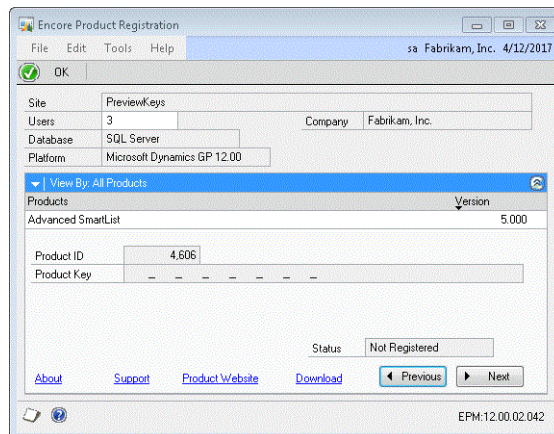 Encore Product Registration
File Edit Tools Help sa Fabrikam, Inc. 4/12/2017
OK
Site PreviewKeys
Users 3 Company Fabrikam, Inc.
Database SQL Server
Platform Microsoft Dynamics GP 12.00
View By: All Products
Products Version
Advanced SmartList 5.000
Product ID 4,606
Product Key _ _ _ _ _ _ _
Status Not Registered
About Support Product Website Download Previous Next
EPM:12.00.02.042